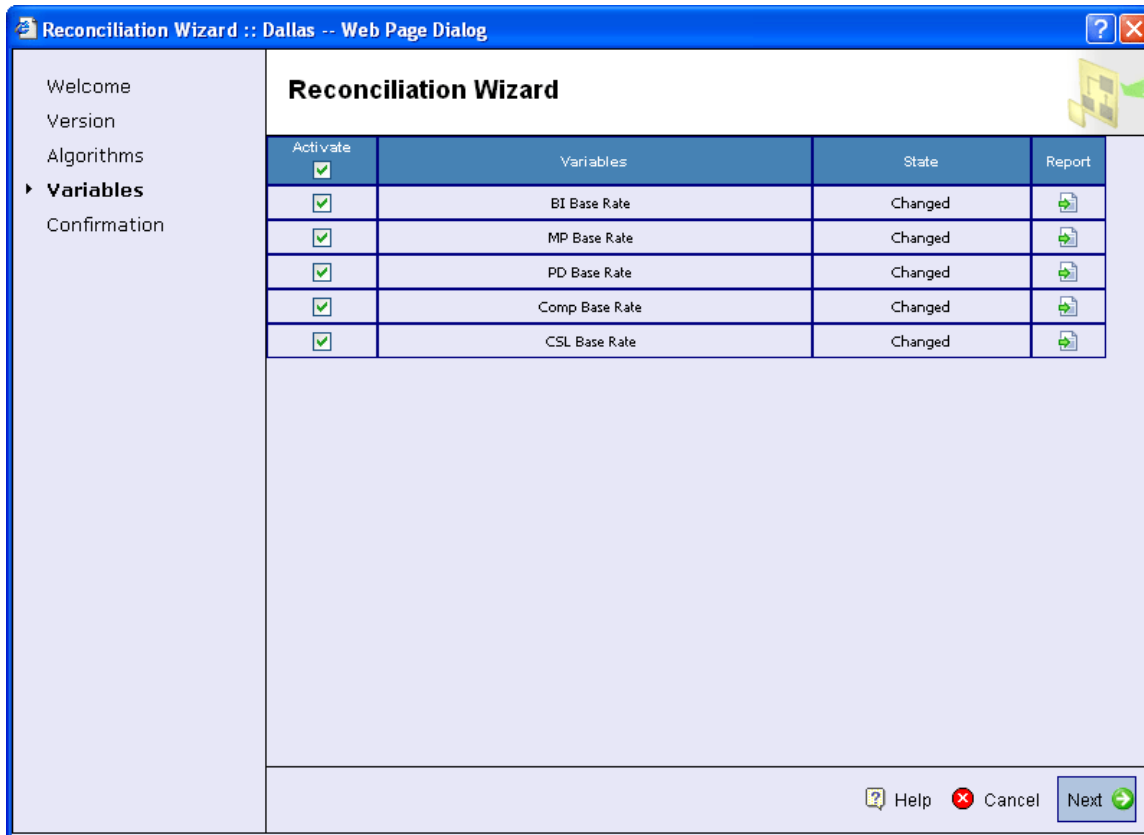 Reconciliation Wizard :: Dallas -- Web Page Dialog
Welcome
Version
Algorithms
Variables
Confirmation
Reconciliation Wizard
Activate Variables State Report
BI Base Rate Changed
MP Base Rate Changed
PD Base Rate Changed
Comp Base Rate Changed
CSL Base Rate Changed
Help Cancel Next